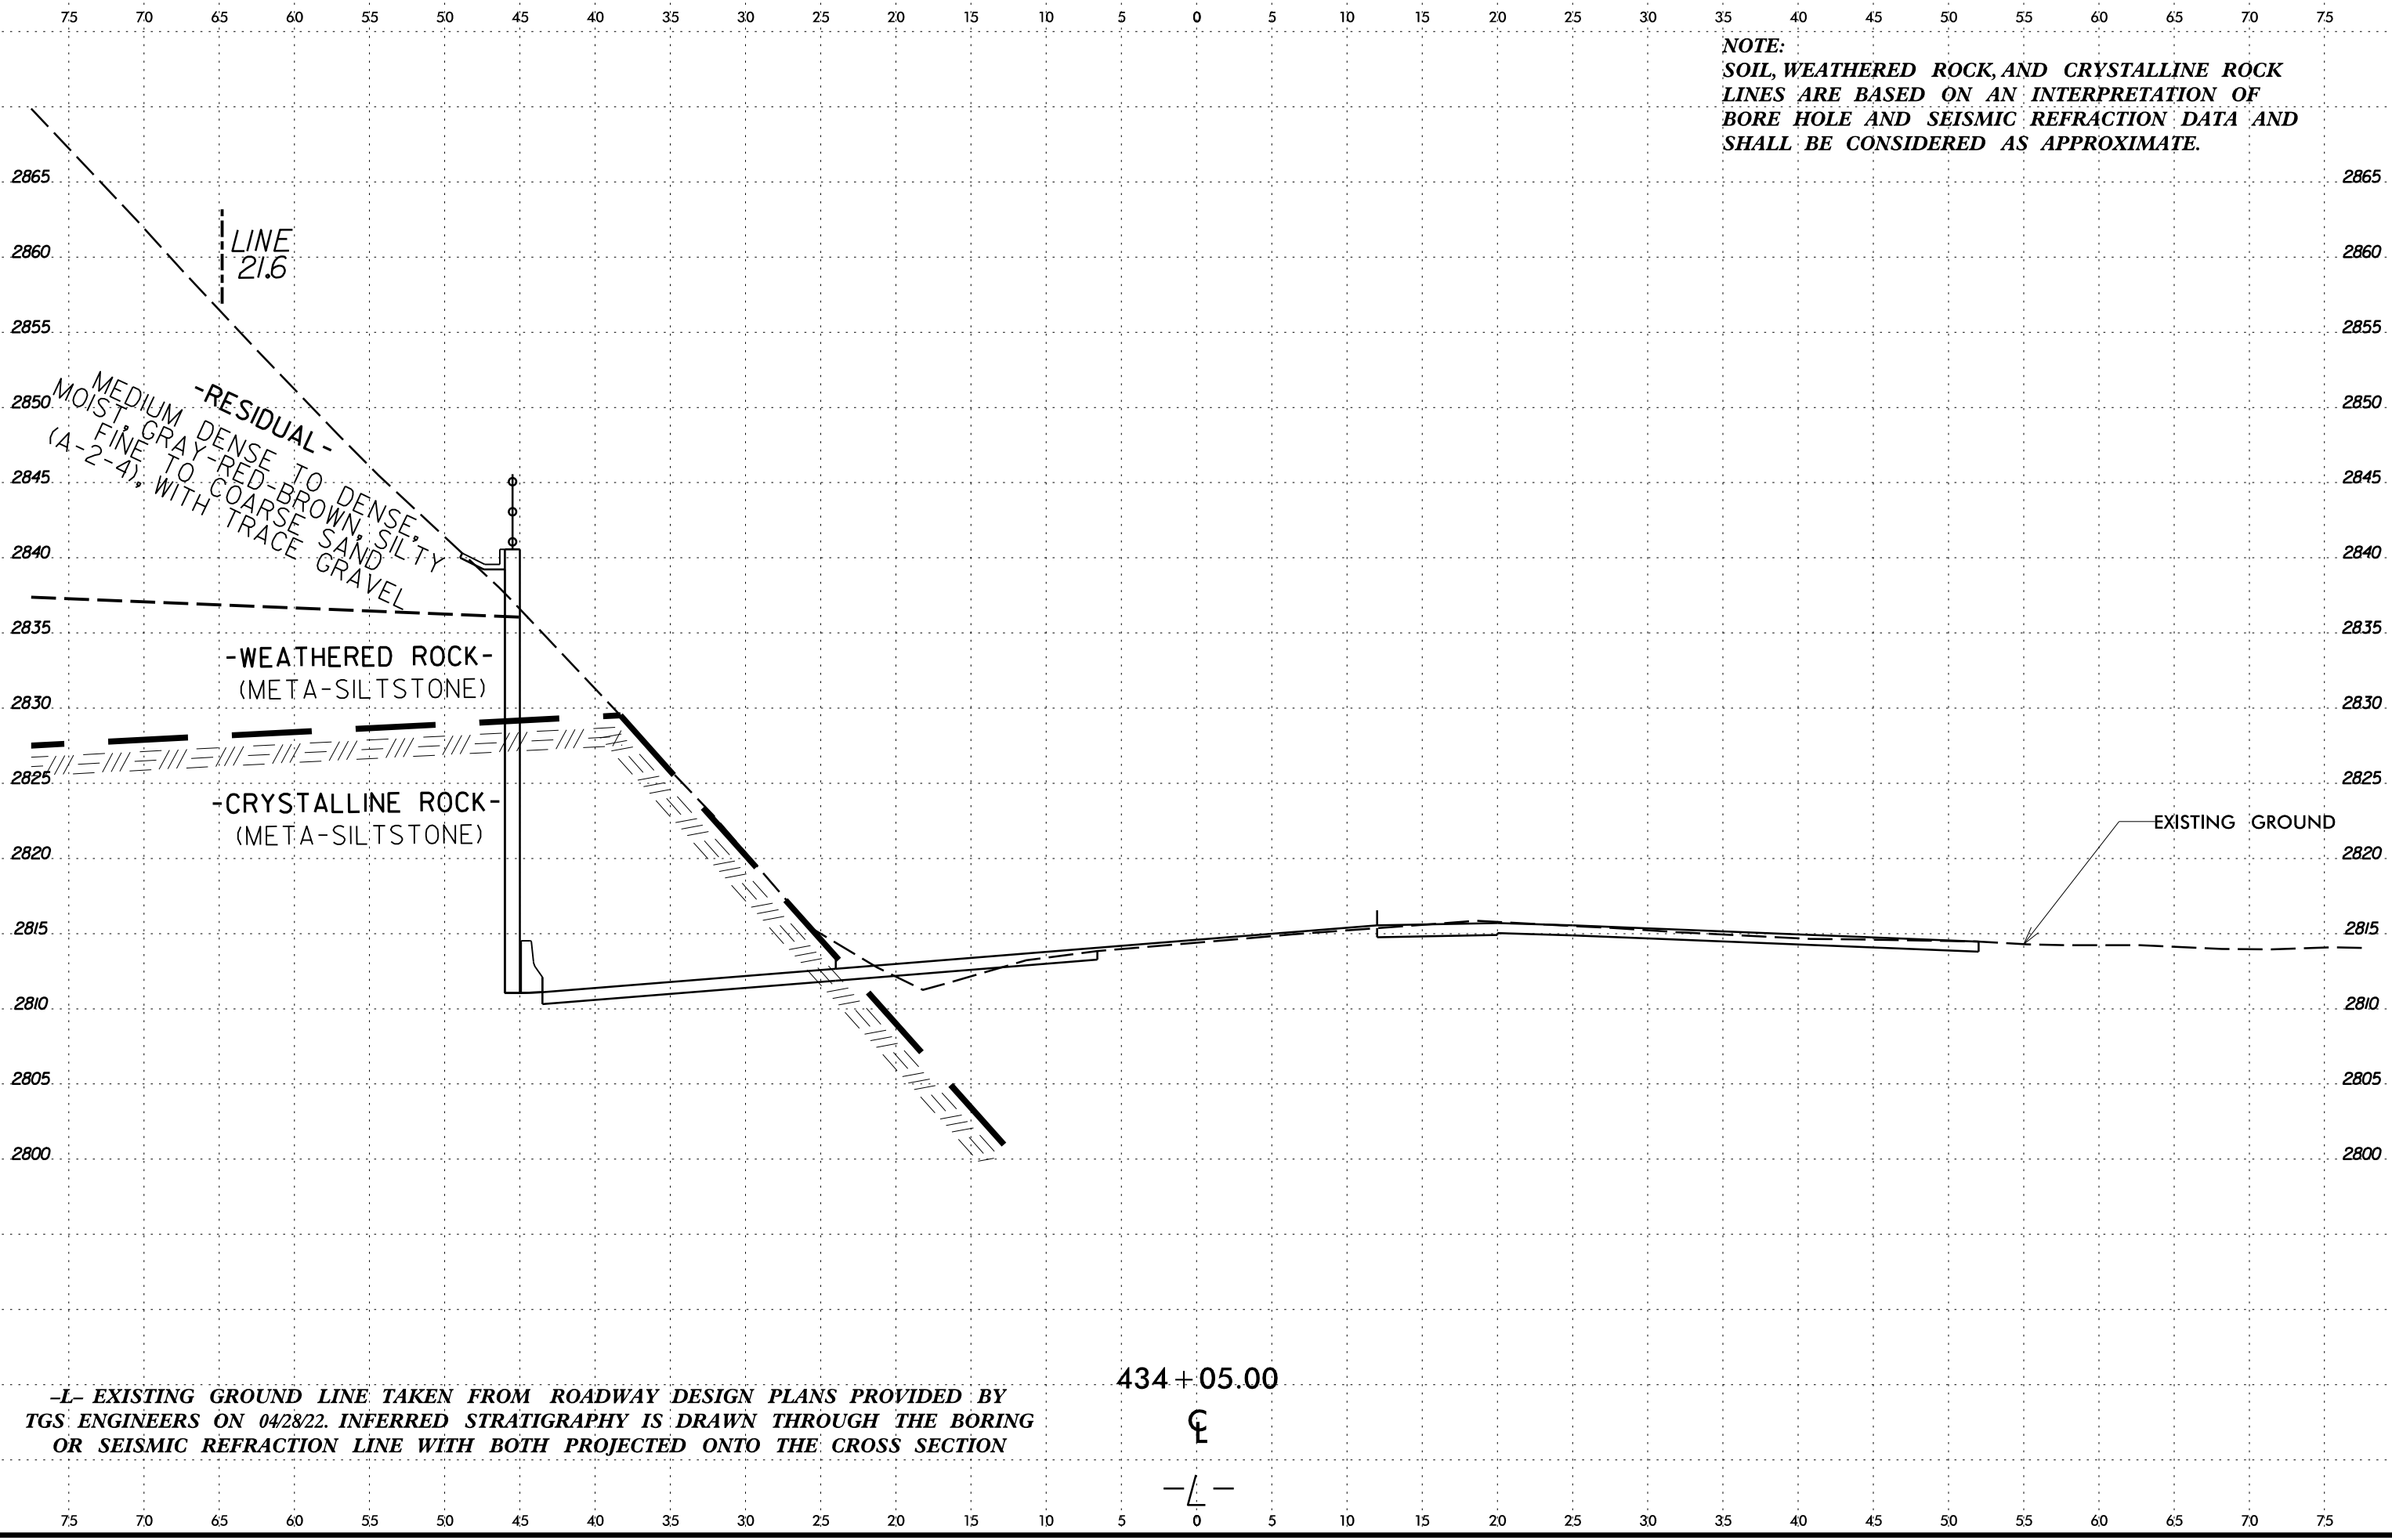 75 70 65 60 55 50 45 40 35 30 25 20 15 10 5 0 5 10 15 20 25 30 35 40 45 50 55 60 65 70 75
NOTE:
SOIL, WEATHERED ROCK, AND CRYSTALLINE ROCK
LINES ARE BASED ON AN INTERPRETATION OF
BORE HOLE AND SEISMIC REFRACTION DATA AND
SHALL BE CONSIDERED AS APPROXIMATE.
2865 2865
LINE
21.6
2860 2860
2855 2855
2850 2850
-RESIDUAL-
MEDIUM DENSE TO DENSE,
MOIST, GRAY-RED-BROWN, SILTY
FINE TO COARSE SAND
(A-2-4), WITH TRACE GRAVEL
2845 2845
2840 2840
2835 2835
-WEATHERED ROCK-
(META-SILTSTONE)
2830 2830
2825 2825
-CRYSTALLINE ROCK-
(META-SILTSTONE)
EXISTING GROUND
2820 2820
2815 2815
2810 2810
2805 2805
2800 2800
434+05.00
℄
-L-
-L- EXISTING GROUND LINE TAKEN FROM ROADWAY DESIGN PLANS PROVIDED BY
TGS ENGINEERS ON 04/28/22. INFERRED STRATIGRAPHY IS DRAWN THROUGH THE BORING
OR SEISMIC REFRACTION LINE WITH BOTH PROJECTED ONTO THE CROSS SECTION
75 70 65 60 55 50 45 40 35 30 25 20 15 10 5 0 5 10 15 20 25 30 35 40 45 50 55 60 65 70 75